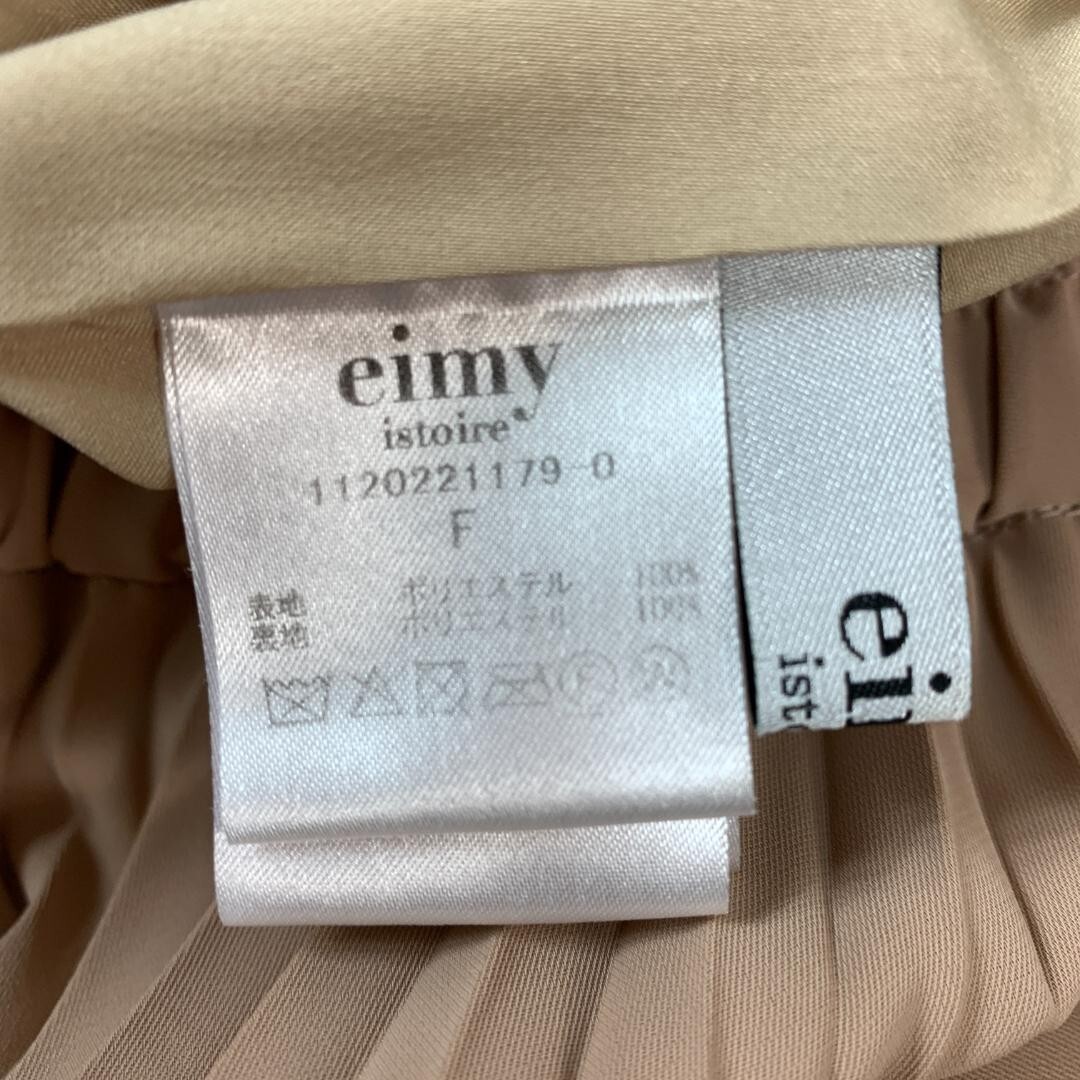 eimy
istoire
1120221179-0
F
表地 ポリエステル 100%
裏地 ポリエステル 100%
ei
ist